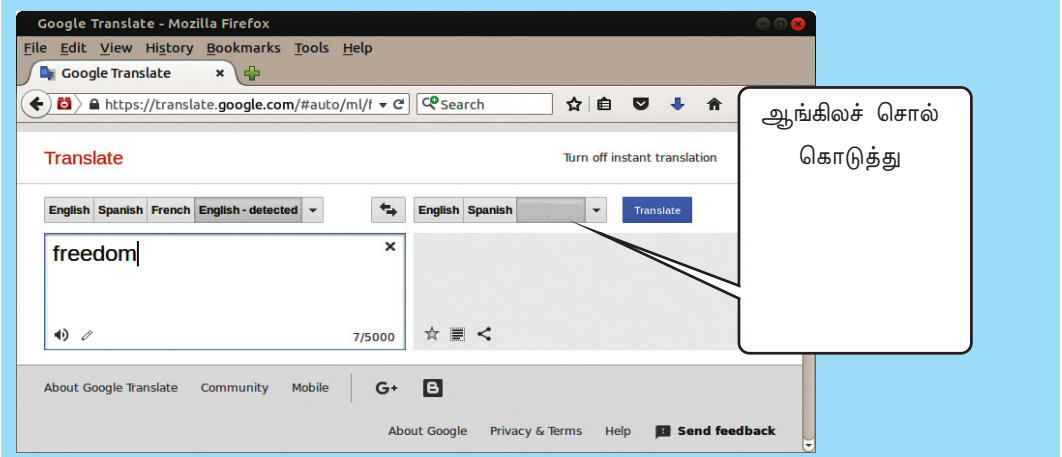 Google Translate - Mozilla Firefox
File Edit View History Bookmarks Tools Help
Google Translate
https://translate.google.com/#auto/ml/f Search
Translate Turn off instant translation
English Spanish French English - detected English Spanish Translate
freedom
7/5000
About Google Translate Community Mobile G+ B
About Google Privacy & Terms Help Send feedback
ஆங்கிலச் சொல்
கொடுத்து